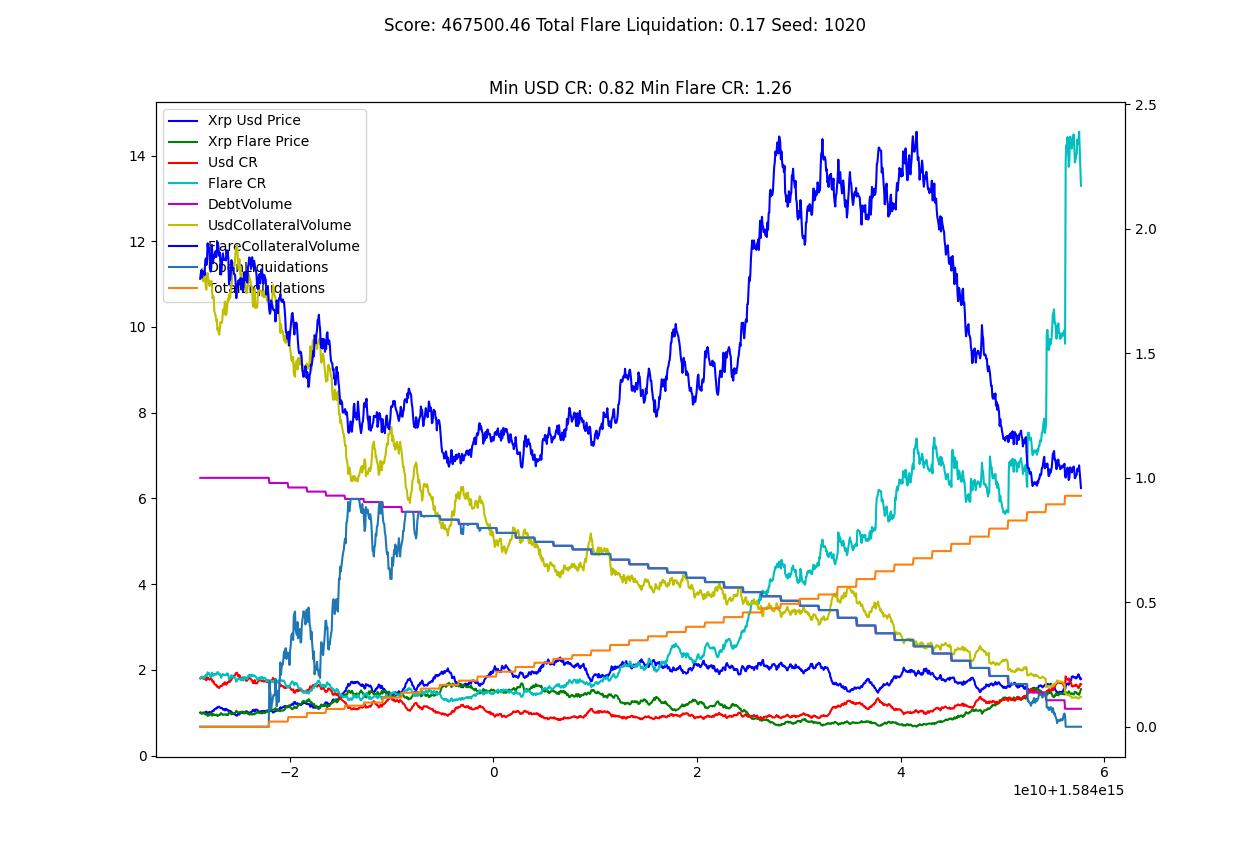 Score: 467500.46 Total Flare Liquidation: 0.17 Seed: 1020
Min USD CR: 0.82 Min Flare CR: 1.26
Xrp Usd Price
Xrp Flare Price
Usd CR
Flare CR
DebtVolume
UsdCollateralVolume
FlareCollateralVolume
OpenLiquidations
TotalLiquidations
14
12
10
8
6
4
2
0
2.5
2.0
1.5
1.0
0.5
0.0
−2
0
2
4
6
1e10+1.584e15